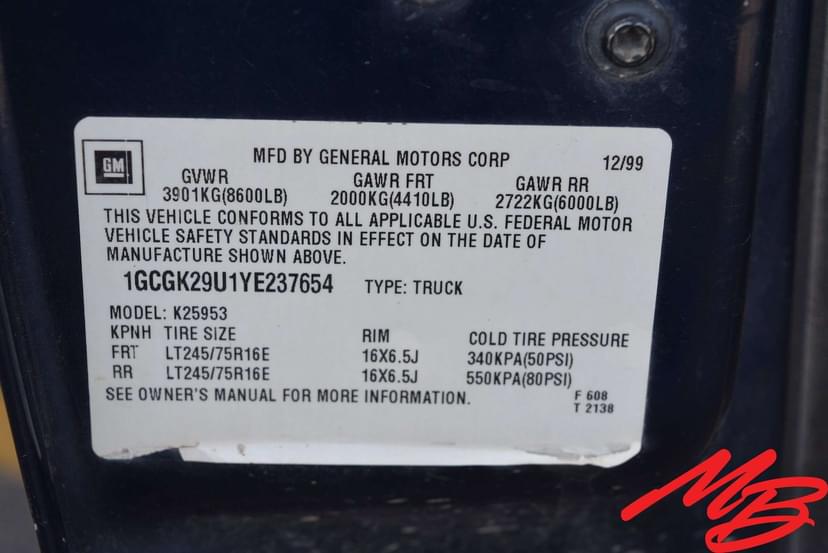 GM
MFD BY GENERAL MOTORS CORP 12/99
GVWR GAWR FRT GAWR RR
3901KG(8600LB) 2000KG(4410LB) 2722KG(6000LB)
THIS VEHICLE CONFORMS TO ALL APPLICABLE U.S. FEDERAL MOTOR
VEHICLE SAFETY STANDARDS IN EFFECT ON THE DATE OF
MANUFACTURE SHOWN ABOVE.
1GCGK29U1YE237654 TYPE: TRUCK
MODEL: K25953
KPNH TIRE SIZE RIM COLD TIRE PRESSURE
FRT LT245/75R16E 16X6.5J 340KPA(50PSI)
RR LT245/75R16E 16X6.5J 550KPA(80PSI)
SEE OWNER'S MANUAL FOR MORE INFORMATION.
F 608
T 2138
MB